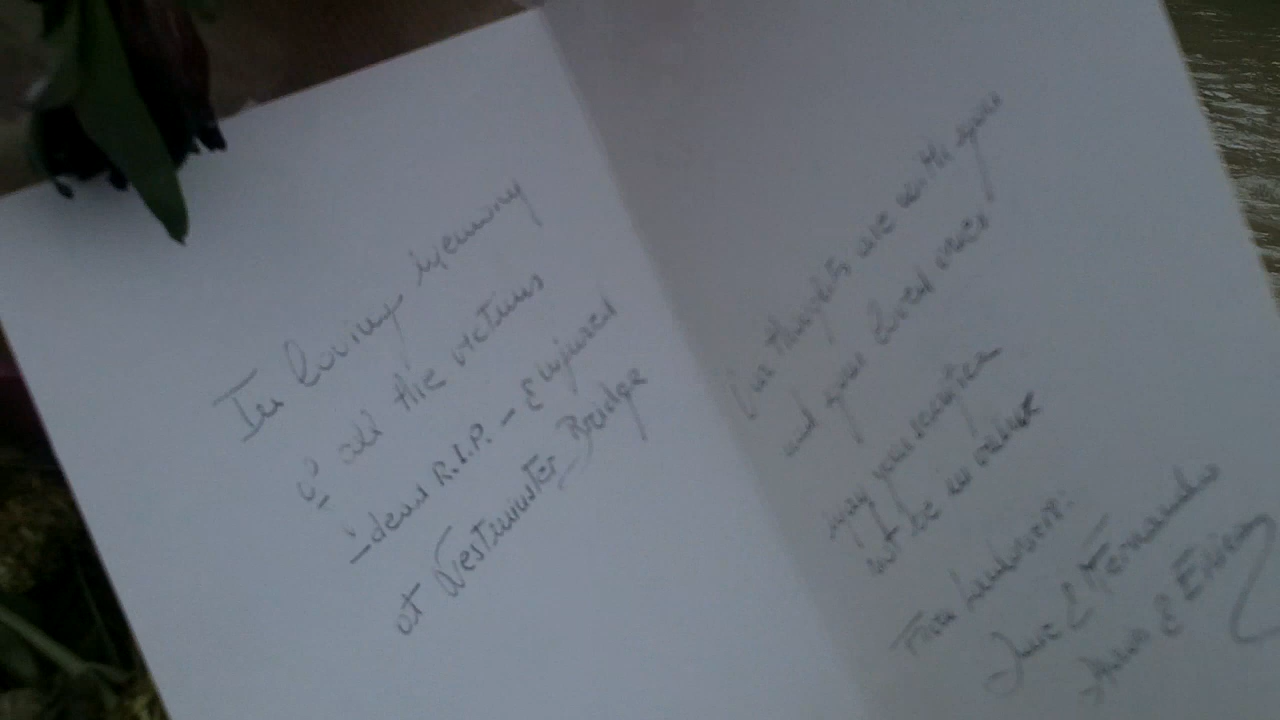 In loving memory
of all the victims
- dead R.I.P. - & injured
at Westminster Bridge
Our thoughts are with you
and your loved ones
may your sacrifice
not be in
From
& Fernando
&